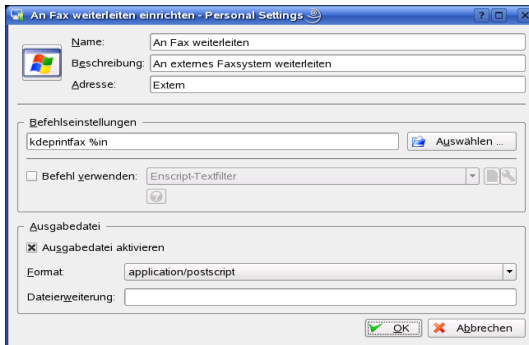 An Fax weiterleiten einrichten - Personal Settings
Name: An Fax weiterleiten
Beschreibung: An externes Faxsystem weiterleiten
Adresse: Extern
Befehlseinstellungen
kdeprintfax %in Auswählen ...
Befehl verwenden: Enscript-Textfilter
Ausgabedatei
Ausgabedatei aktivieren
Format: application/postscript
Dateierweiterung:
OK Abbrechen